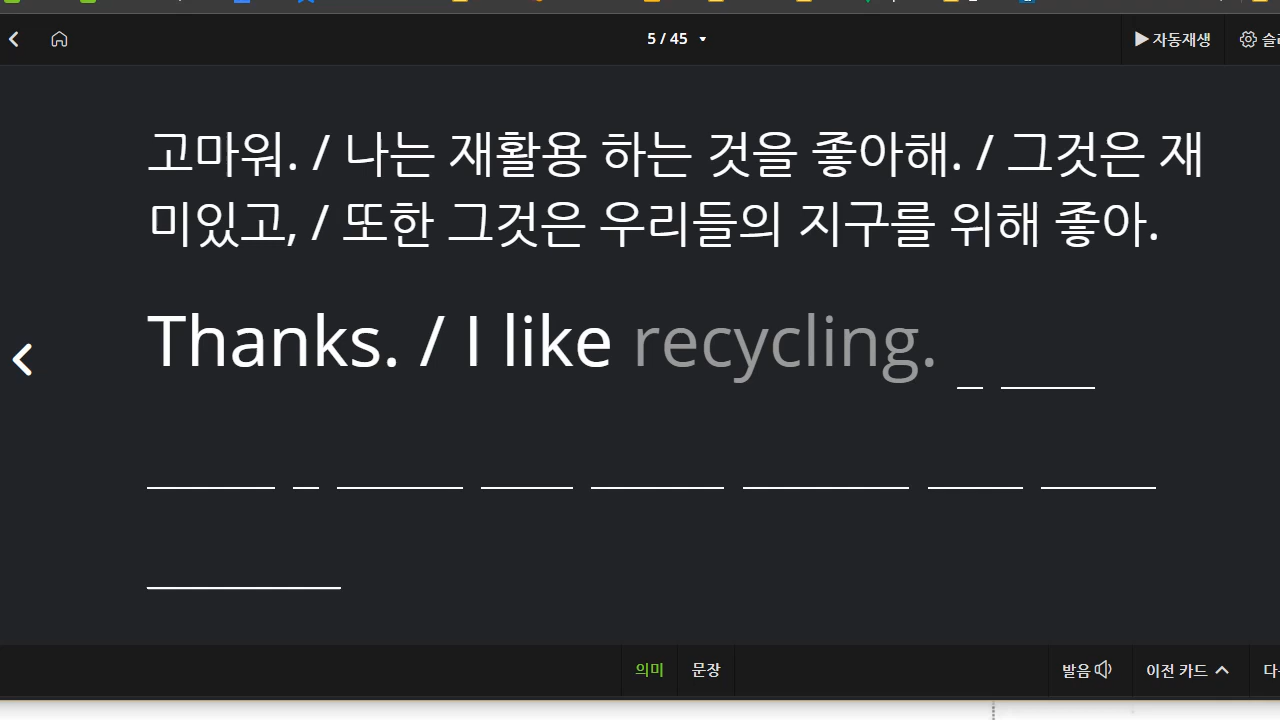 5 / 45
자동재생
고마워. / 나는 재활용 하는 것을 좋아해. / 그것은 재
미있고, / 또한 그것은 우리들의 지구를 위해 좋아.
Thanks. / I like recycling.
의미 문장 발음 이전 카드